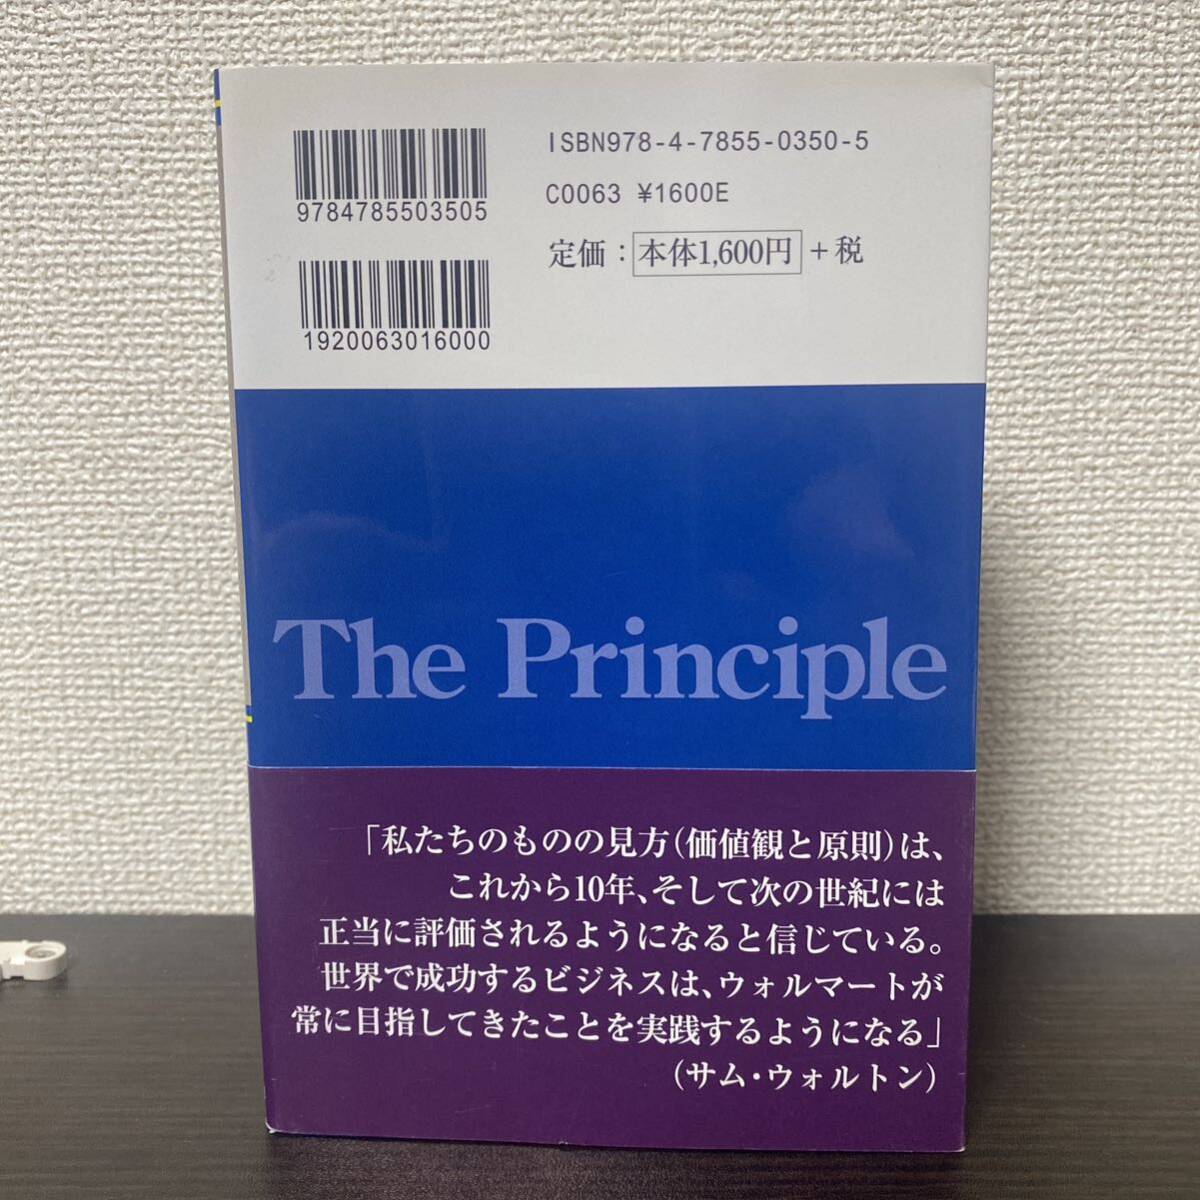 ISBN978-4-7855-0350-5
9784785503505
C0063 ¥1600E
定価：本体1,600円＋税
1920063016000
The Principle
「私たちのものの見方（価値観と原則）は、
これから10年、そして次の世紀には
正当に評価されるようになると信じている。
世界で成功するビジネスは、ウォルマートが
常に目指してきたことを実践するようになる」
（サム・ウォルトン）